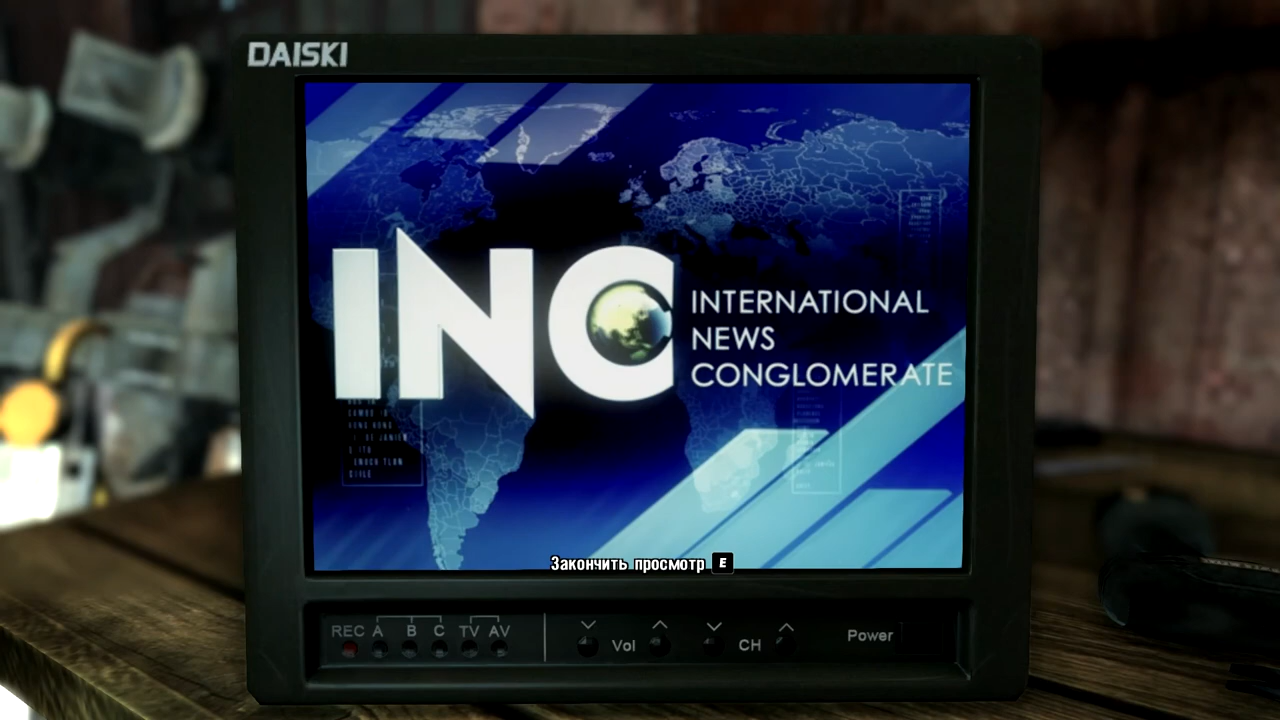 DAISKI
INC
INTERNATIONAL
NEWS
CONGLOMERATE
Закончить просмотр E
REC A B C TV AV
Vol
CH
Power